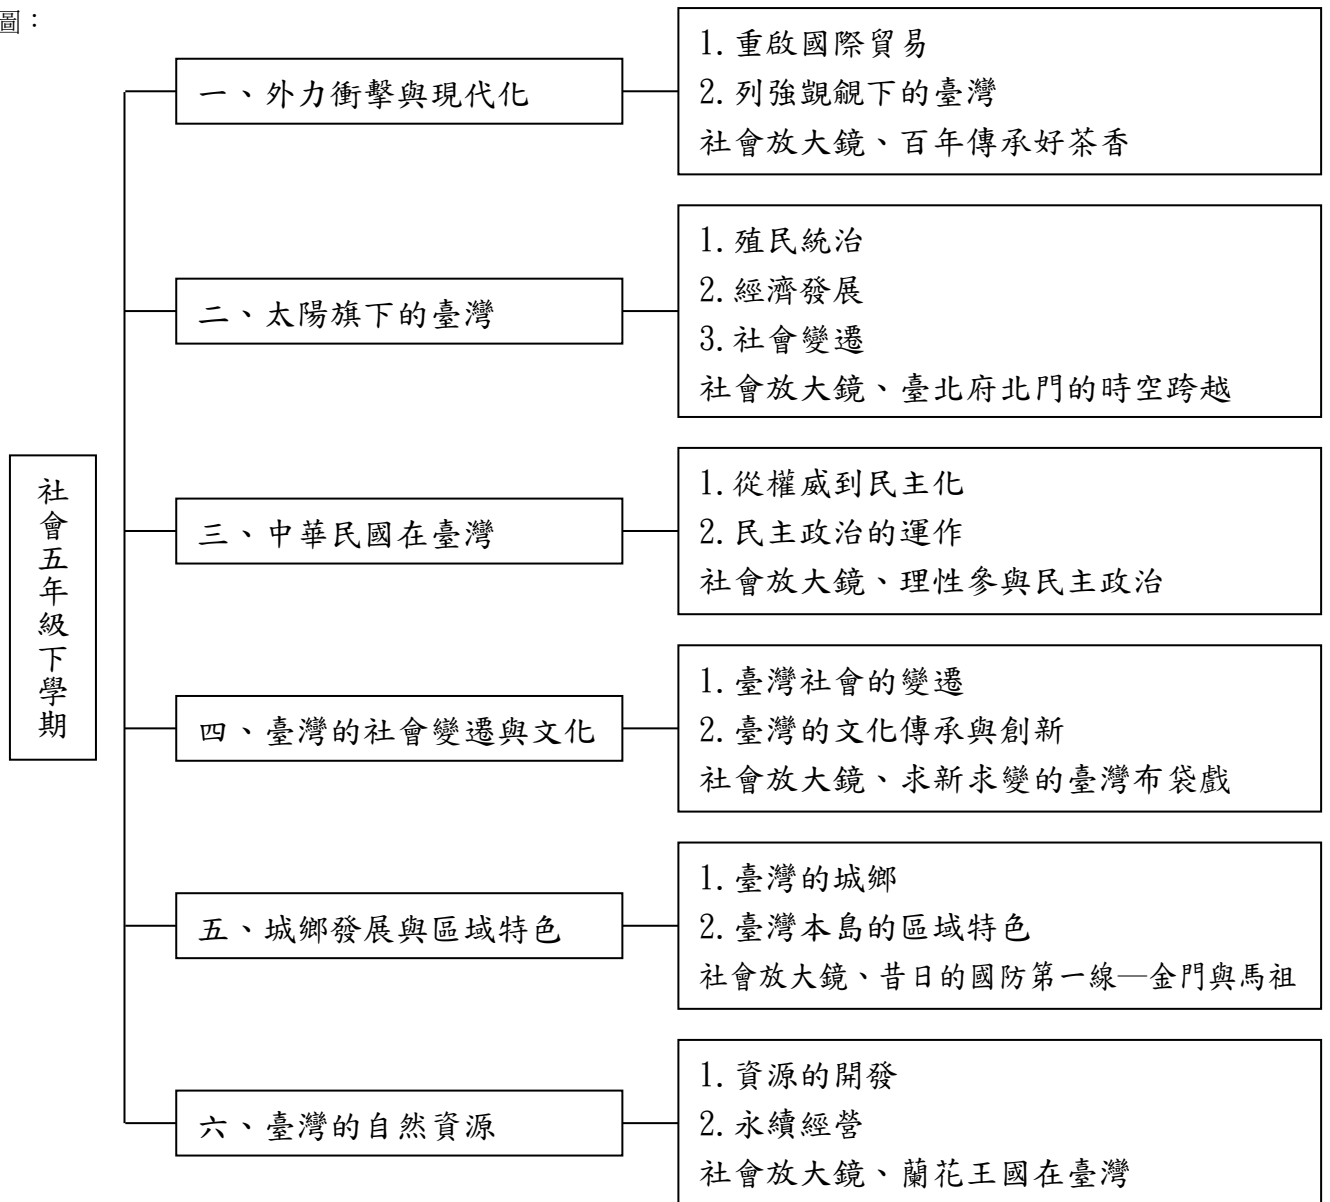 圖：
社會五年級下學期
一、外力衝擊與現代化
1.重啟國際貿易
2.列強覬覦下的臺灣
社會放大鏡、百年傳承好茶香
二、太陽旗下的臺灣
1.殖民統治
2.經濟發展
3.社會變遷
社會放大鏡、臺北府北門的時空跨越
三、中華民國在臺灣
1.從權威到民主化
2.民主政治的運作
社會放大鏡、理性參與民主政治
四、臺灣的社會變遷與文化
1.臺灣社會的變遷
2.臺灣的文化傳承與創新
社會放大鏡、求新求變的臺灣布袋戲
五、城鄉發展與區域特色
1.臺灣的城鄉
2.臺灣本島的區域特色
社會放大鏡、昔日的國防第一線—金門與馬祖
六、臺灣的自然資源
1.資源的開發
2.永續經營
社會放大鏡、蘭花王國在臺灣